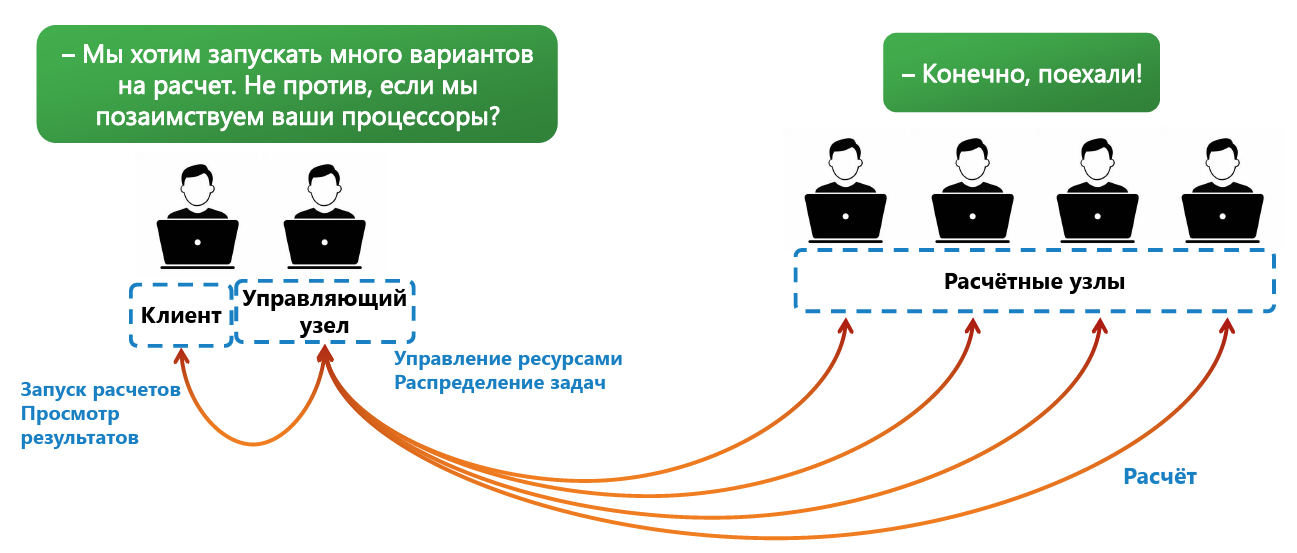 – Мы хотим запускать много вариантов
на расчет. Не против, если мы
позаимствуем ваши процессоры?
– Конечно, поехали!
Клиент
Управляющий
узел
Расчётные узлы
Запуск расчетов
Просмотр
результатов
Управление ресурсами
Распределение задач
Расчёт